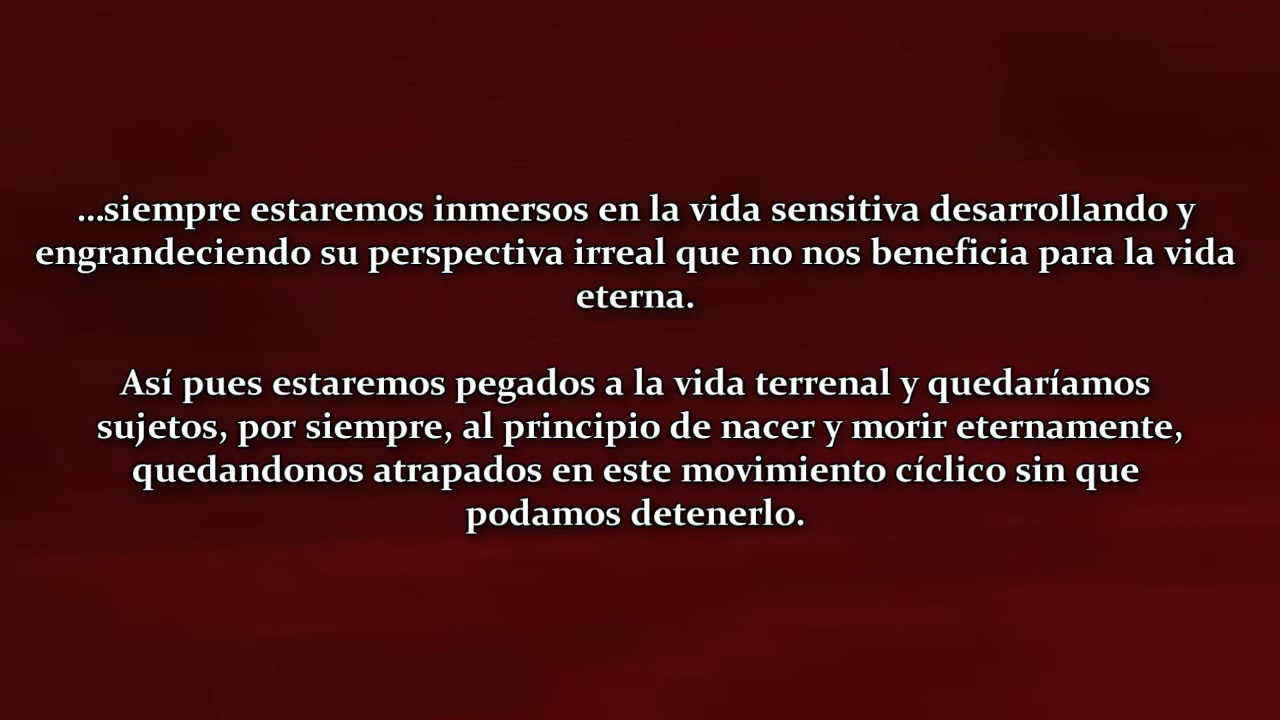 ...siempre estaremos inmersos en la vida sensitiva desarrollando y
engrandeciendo su perspectiva irreal que no nos beneficia para la vida
eterna.
Así pues estaremos pegados a la vida terrenal y quedaríamos
sujetos, por siempre, al principio de nacer y morir eternamente,
quedandonos atrapados en este movimiento cíclico sin que
podamos detenerlo.